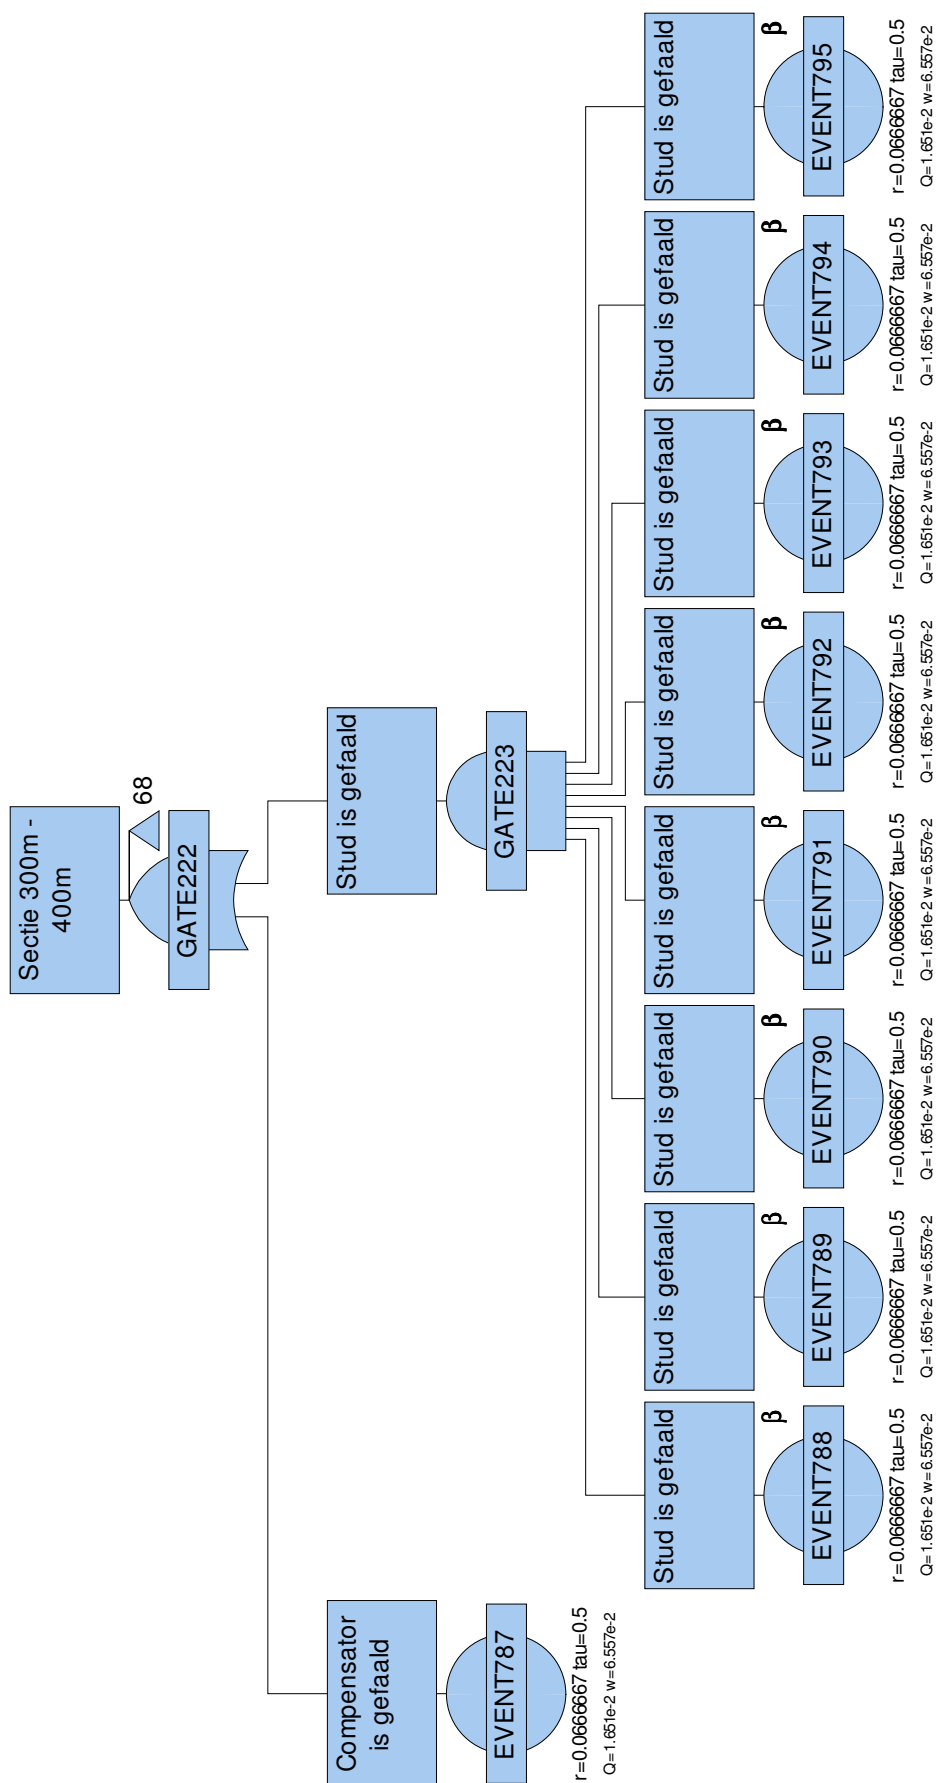 Sectie 300m -
400m
68
GATE222
Compensator
is gefaald
EVENT787
r=0.0666667 tau=0.5
Q=1.651e-2 w=6.557e-2
Stud is gefaald
GATE223
Stud is gefaald
β
EVENT788
r=0.0666667 tau=0.5
Q=1.651e-2 w=6.557e-2
Stud is gefaald
β
EVENT789
r=0.0666667 tau=0.5
Q=1.651e-2 w=6.557e-2
Stud is gefaald
β
EVENT790
r=0.0666667 tau=0.5
Q=1.651e-2 w=6.557e-2
Stud is gefaald
β
EVENT791
r=0.0666667 tau=0.5
Q=1.651e-2 w=6.557e-2
Stud is gefaald
β
EVENT792
r=0.0666667 tau=0.5
Q=1.651e-2 w=6.557e-2
Stud is gefaald
β
EVENT793
r=0.0666667 tau=0.5
Q=1.651e-2 w=6.557e-2
Stud is gefaald
β
EVENT794
r=0.0666667 tau=0.5
Q=1.651e-2 w=6.557e-2
Stud is gefaald
β
EVENT795
r=0.0666667 tau=0.5
Q=1.651e-2 w=6.557e-2